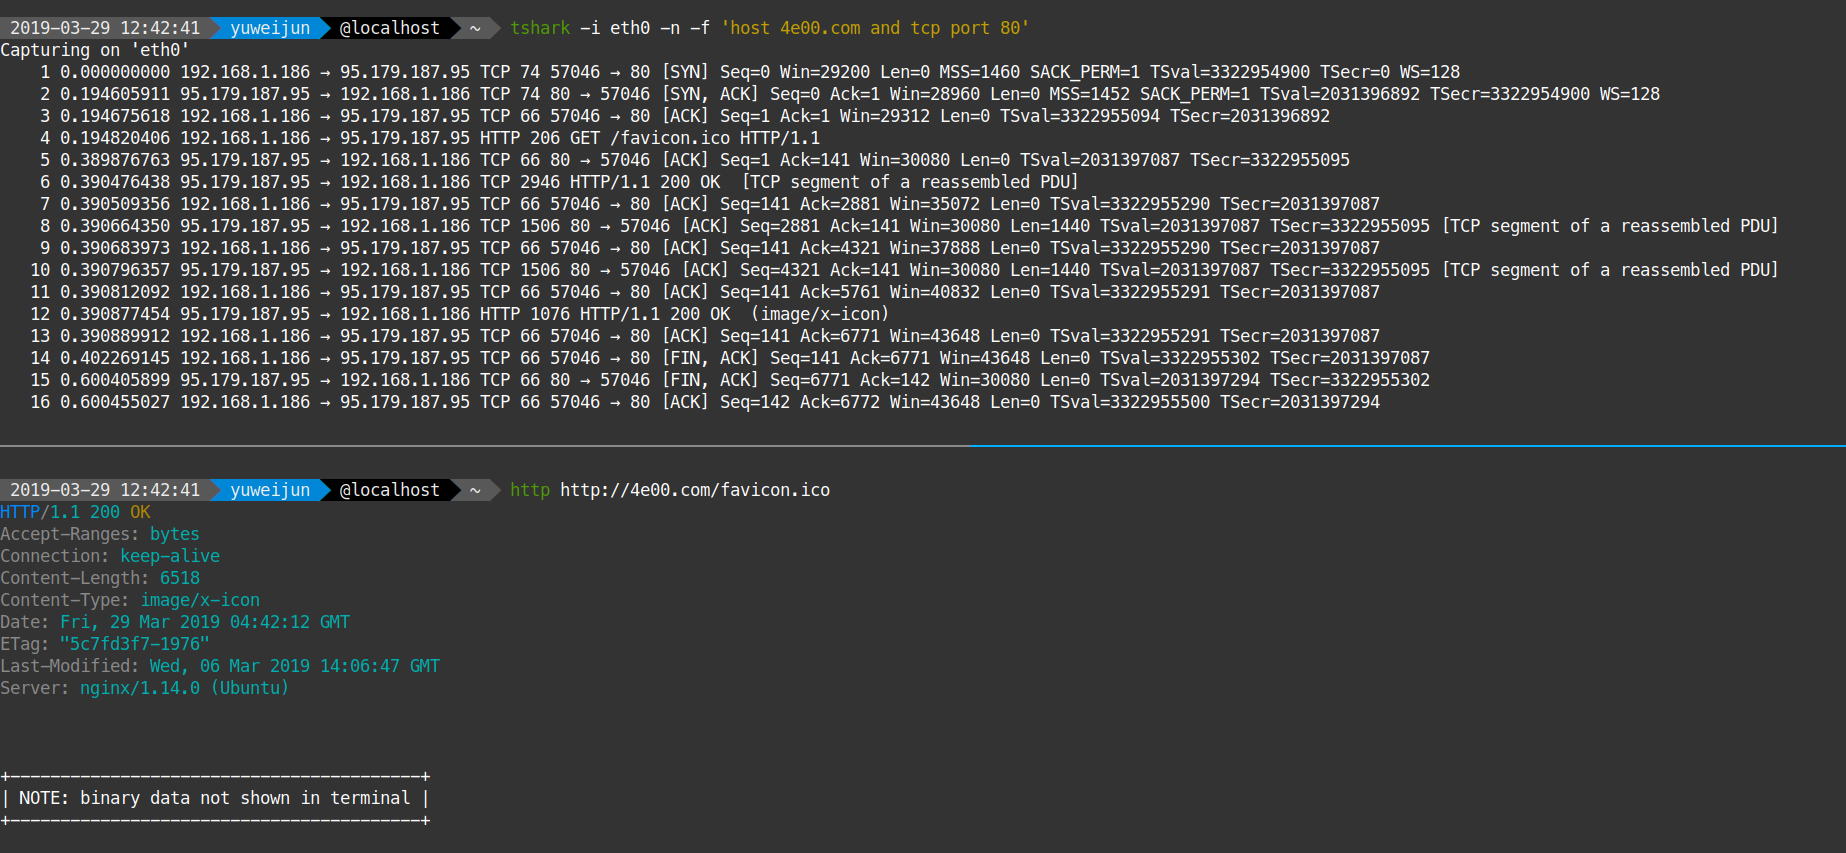 2019-03-29 12:42:41 yuweijun @localhost ~ tshark -i eth0 -n -f 'host 4e00.com and tcp port 80'
Capturing on 'eth0'
1 0.000000000 192.168.1.186 → 95.179.187.95 TCP 74 57046 → 80 [SYN] Seq=0 Win=29200 Len=0 MSS=1460 SACK_PERM=1 TSval=3322954900 TSecr=0 WS=128
2 0.194605911 95.179.187.95 → 192.168.1.186 TCP 74 80 → 57046 [SYN, ACK] Seq=0 Ack=1 Win=28960 Len=0 MSS=1452 SACK_PERM=1 TSval=2031396892 TSecr=3322954900 WS=128
3 0.194675618 192.168.1.186 → 95.179.187.95 TCP 66 57046 → 80 [ACK] Seq=1 Ack=1 Win=29312 Len=0 TSval=3322955094 TSecr=2031396892
4 0.194820406 192.168.1.186 → 95.179.187.95 HTTP 206 GET /favicon.ico HTTP/1.1
5 0.389876763 95.179.187.95 → 192.168.1.186 TCP 66 80 → 57046 [ACK] Seq=1 Ack=141 Win=30080 Len=0 TSval=2031397087 TSecr=3322955095
6 0.390476438 95.179.187.95 → 192.168.1.186 TCP 2946 HTTP/1.1 200 OK  [TCP segment of a reassembled PDU]
7 0.390509356 192.168.1.186 → 95.179.187.95 TCP 66 57046 → 80 [ACK] Seq=141 Ack=2881 Win=35072 Len=0 TSval=3322955290 TSecr=2031397087
8 0.390664350 95.179.187.95 → 192.168.1.186 TCP 1506 80 → 57046 [ACK] Seq=2881 Ack=141 Win=30080 Len=1440 TSval=2031397087 TSecr=3322955095 [TCP segment of a reassembled PDU]
9 0.390683973 192.168.1.186 → 95.179.187.95 TCP 66 57046 → 80 [ACK] Seq=141 Ack=4321 Win=37888 Len=0 TSval=3322955290 TSecr=2031397087
10 0.390796357 95.179.187.95 → 192.168.1.186 TCP 1506 80 → 57046 [ACK] Seq=4321 Ack=141 Win=30080 Len=1440 TSval=2031397087 TSecr=3322955095 [TCP segment of a reassembled PDU]
11 0.390812092 192.168.1.186 → 95.179.187.95 TCP 66 57046 → 80 [ACK] Seq=141 Ack=5761 Win=40832 Len=0 TSval=3322955291 TSecr=2031397087
12 0.390877454 95.179.187.95 → 192.168.1.186 HTTP 1076 HTTP/1.1 200 OK  (image/x-icon)
13 0.390889912 192.168.1.186 → 95.179.187.95 TCP 66 57046 → 80 [ACK] Seq=141 Ack=6771 Win=43648 Len=0 TSval=3322955291 TSecr=2031397087
14 0.402269145 192.168.1.186 → 95.179.187.95 TCP 66 57046 → 80 [FIN, ACK] Seq=141 Ack=6771 Win=43648 Len=0 TSval=3322955302 TSecr=2031397087
15 0.600405899 95.179.187.95 → 192.168.1.186 TCP 66 80 → 57046 [FIN, ACK] Seq=6771 Ack=142 Win=30080 Len=0 TSval=2031397294 TSecr=3322955302
16 0.600455027 192.168.1.186 → 95.179.187.95 TCP 66 57046 → 80 [ACK] Seq=142 Ack=6772 Win=43648 Len=0 TSval=3322955500 TSecr=2031397294
2019-03-29 12:42:41 yuweijun @localhost ~ http http://4e00.com/favicon.ico
HTTP/1.1 200 OK
Accept-Ranges: bytes
Connection: keep-alive
Content-Length: 6518
Content-Type: image/x-icon
Date: Fri, 29 Mar 2019 04:42:12 GMT
ETag: "5c7fd3f7-1976"
Last-Modified: Wed, 06 Mar 2019 14:06:47 GMT
Server: nginx/1.14.0 (Ubuntu)
+-----------------------------------------+
| NOTE: binary data not shown in terminal |
+-----------------------------------------+